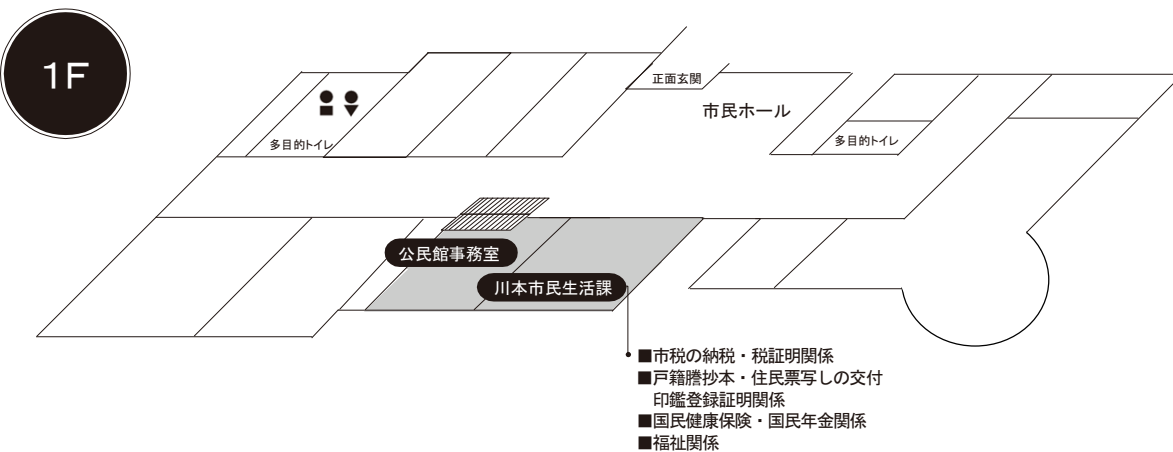 1F
正面玄関
市民ホール
多目的トイレ
多目的トイレ
公民館事務室
川本市民生活課
■市税の納税・税証明関係
■戸籍謄抄本・住民票写しの交付
印鑑登録証明関係
■国民健康保険・国民年金関係
■福祉関係